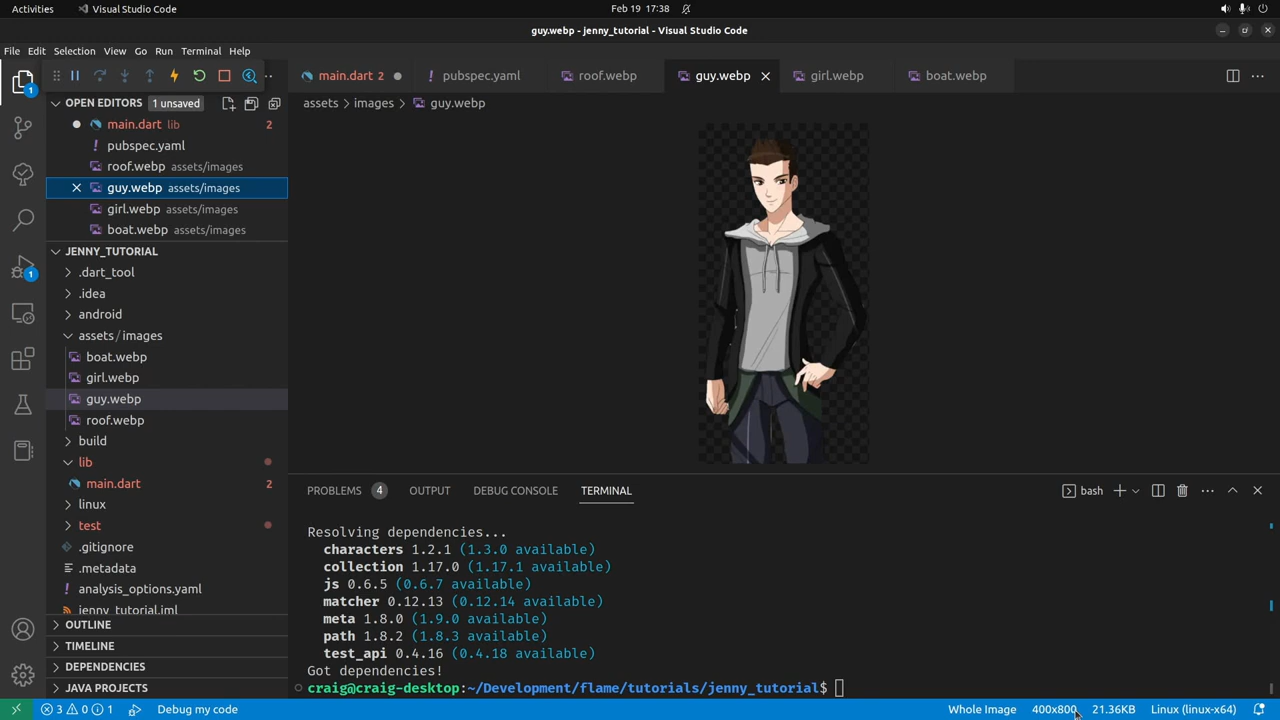 Activities
Visual Studio Code
Feb 19 17:38
guy.webp - jenny_tutorial - Visual Studio Code
File Edit Selection View Go Run Terminal Help
main.dart 2
pubspec.yaml
roof.webp
guy.webp
girl.webp
boat.webp
OPEN EDITORS 1 unsaved
main.dart lib 2
pubspec.yaml
roof.webp assets/images
guy.webp assets/images
girl.webp assets/images
boat.webp assets/images
JENNY_TUTORIAL
.dart_tool
.idea
android
assets / images
boat.webp
girl.webp
guy.webp
roof.webp
build
lib
main.dart 2
linux
test
.gitignore
.metadata
analysis_options.yaml
jenny_tutorial.iml
OUTLINE
TIMELINE
DEPENDENCIES
JAVA PROJECTS
1
1
assets > images > guy.webp
PROBLEMS 4 OUTPUT DEBUG CONSOLE TERMINAL
bash
Resolving dependencies...
characters 1.2.1 (1.3.0 available)
collection 1.17.0 (1.17.1 available)
js 0.6.5 (0.6.7 available)
matcher 0.12.13 (0.12.14 available)
meta 1.8.0 (1.9.0 available)
path 1.8.2 (1.8.3 available)
test_api 0.4.16 (0.4.18 available)
Got dependencies!
craig@craig-desktop:~/Development/flame/tutorials/jenny_tutorial$
3 0 1 Debug my code
Whole Image 400x800 21.36KB Linux (linux-x64)